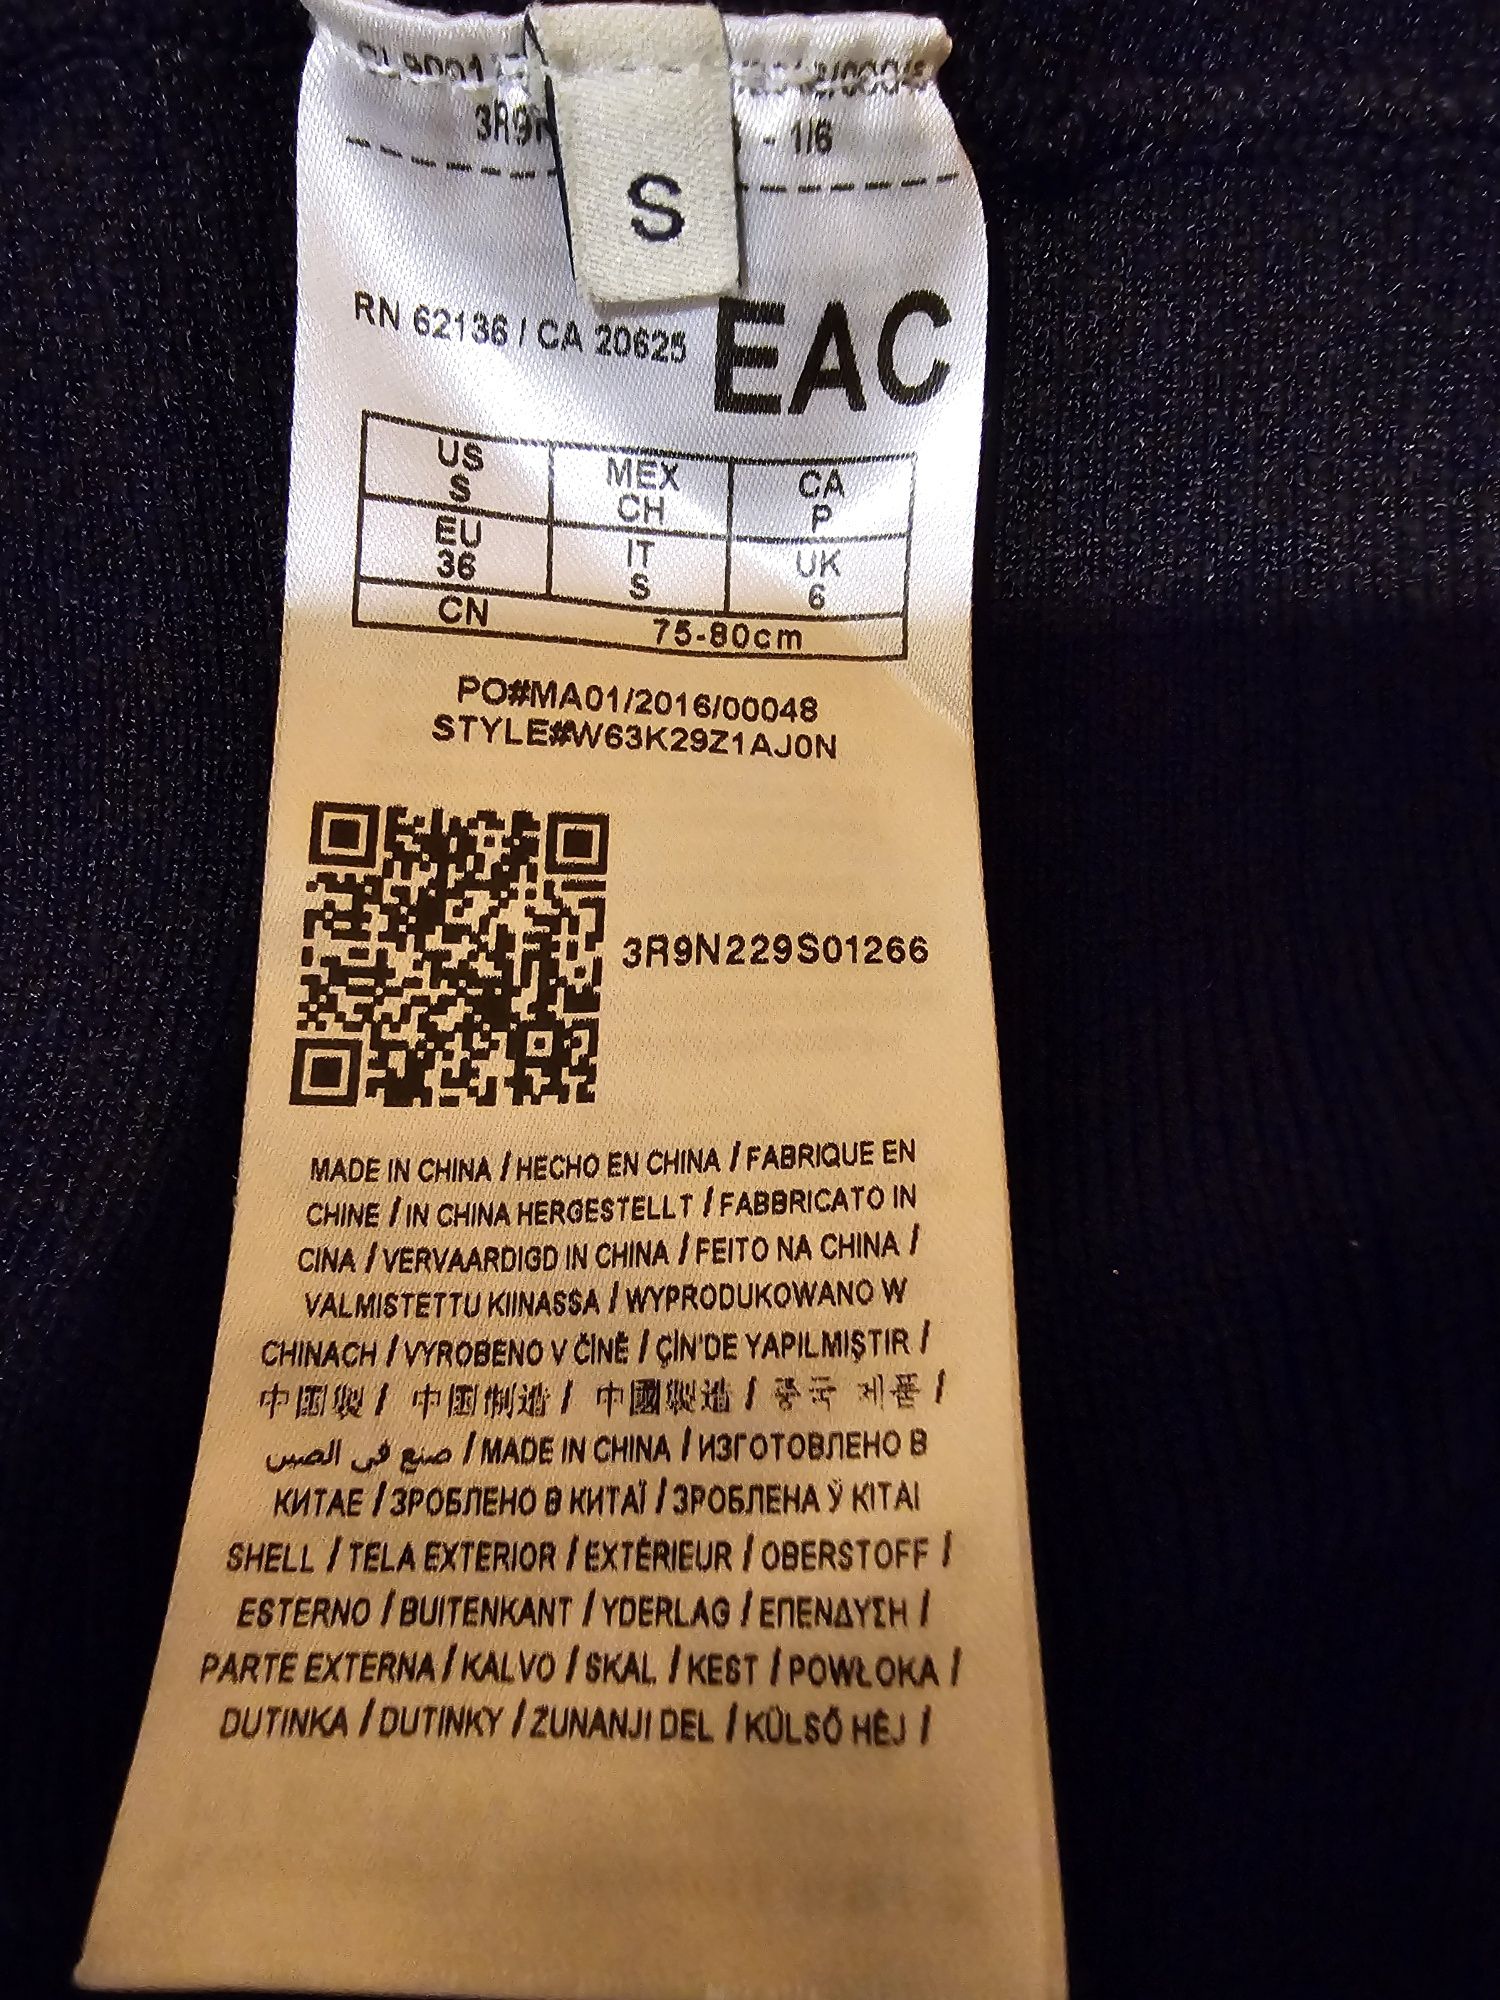 - 1/6
S
RN 62136 / CA 20625
EAC
US MEX CA
S CH P
EU IT UK
36 S 6
CN 75-80cm
PO#MA01/2016/00048
STYLE#W63K29Z1AJ0N
3R9N229S01266
MADE IN CHINA / HECHO EN CHINA / FABRIQUE EN
CHINE / IN CHINA HERGESTELLT / FABBRICATO IN
CINA / VERVAARDIGD IN CHINA / FEITO NA CHINA /
VALMISTETTU KIINASSA / WYPRODUKOWANO W
CHINACH / VYROBENO V ČÍNĚ / ÇİN'DE YAPILMIŞTIR /
中国製 / 中国制造 / 中國製造 / 중국 제품 /
صنع في الصين / MADE IN CHINA / ИЗГОТОВЛЕНО В
КИТАЕ / ЗРОБЛЕНО В КИТАЇ / ЗРОБЛЕНА Ў КІТАІ
SHELL / TELA EXTERIOR / EXTÉRIEUR / OBERSTOFF /
ESTERNO / BUITENKANT / YDERLAG / ΕΠΕΝΔΥΣΗ /
PARTE EXTERNA / KALVO / SKAL / KEST / POWŁOKA /
DUTINKA / DUTINKY / ZUNANJI DEL / KÜLSŐ HÉJ /